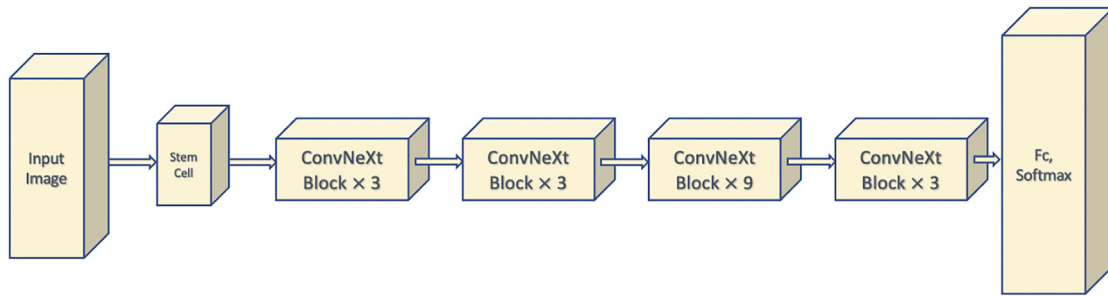 Input
Image
Stem
Cell
ConvNeXt
Block × 3
ConvNeXt
Block × 3
ConvNeXt
Block × 9
ConvNeXt
Block × 3
Fc,
Softmax